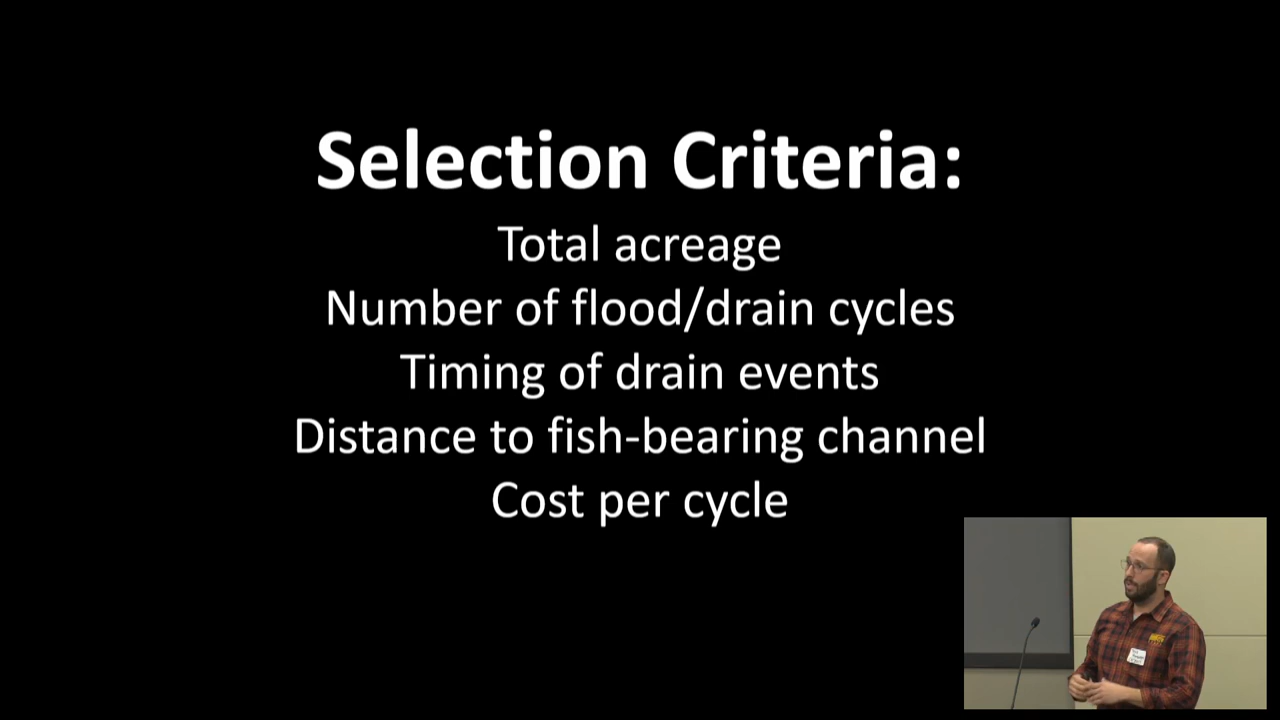 Selection Criteria:
Total acreage
Number of flood/drain cycles
Timing of drain events
Distance to fish-bearing channel
Cost per cycle